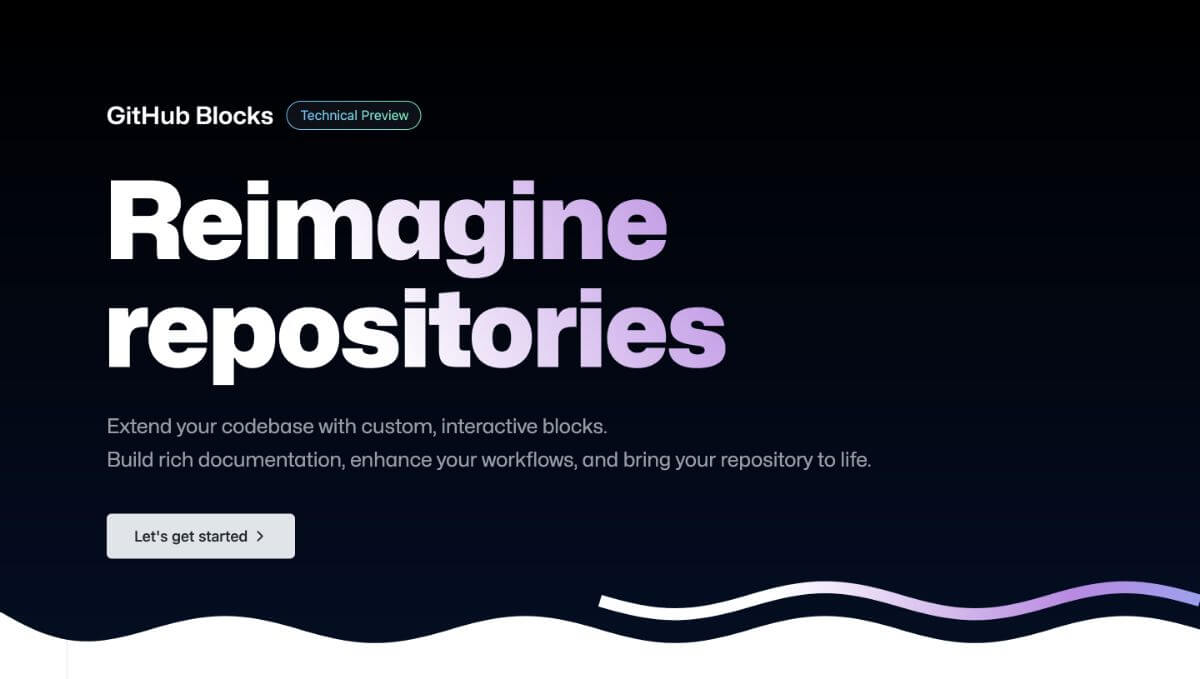 GitHub Blocks Technical Preview
Reimagine
repositories
Extend your codebase with custom, interactive blocks.
Build rich documentation, enhance your workflows, and bring your repository to life.
Let's get started